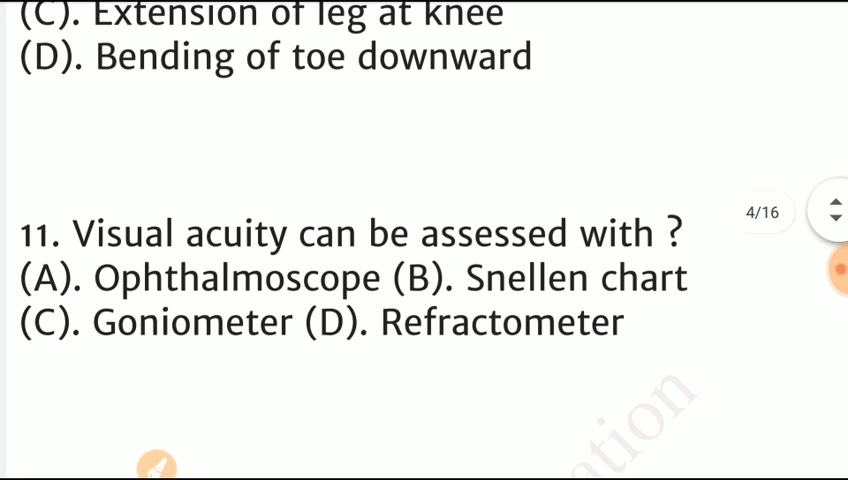 (C). Extension of leg at knee
(D). Bending of toe downward
11. Visual acuity can be assessed with ?
4/16
(A). Ophthalmoscope (B). Snellen chart
(C). Goniometer (D). Refractometer